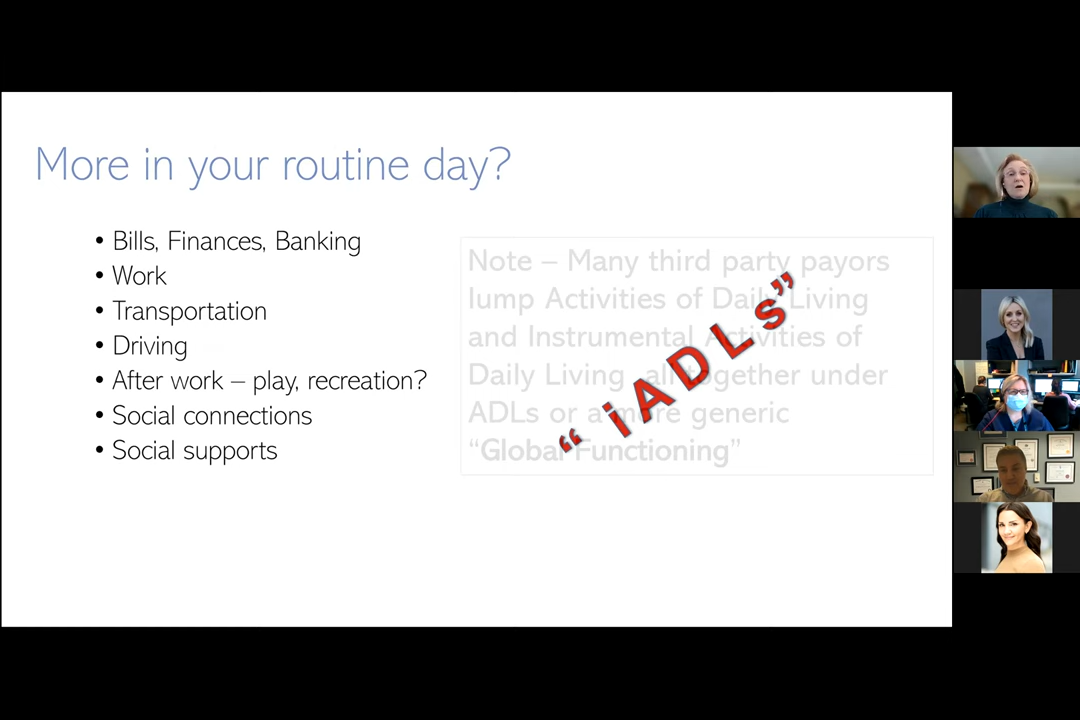 More in your routine day?
• Bills, Finances, Banking
• Work
• Transportation
• Driving
• After work – play, recreation?
• Social connections
• Social supports
Note – Many third party payors
lump Activities of Daily Living
and Instrumental Activities of
Daily Living, all together under
ADLs or a more generic
“Global Functioning”
“ iADLs”